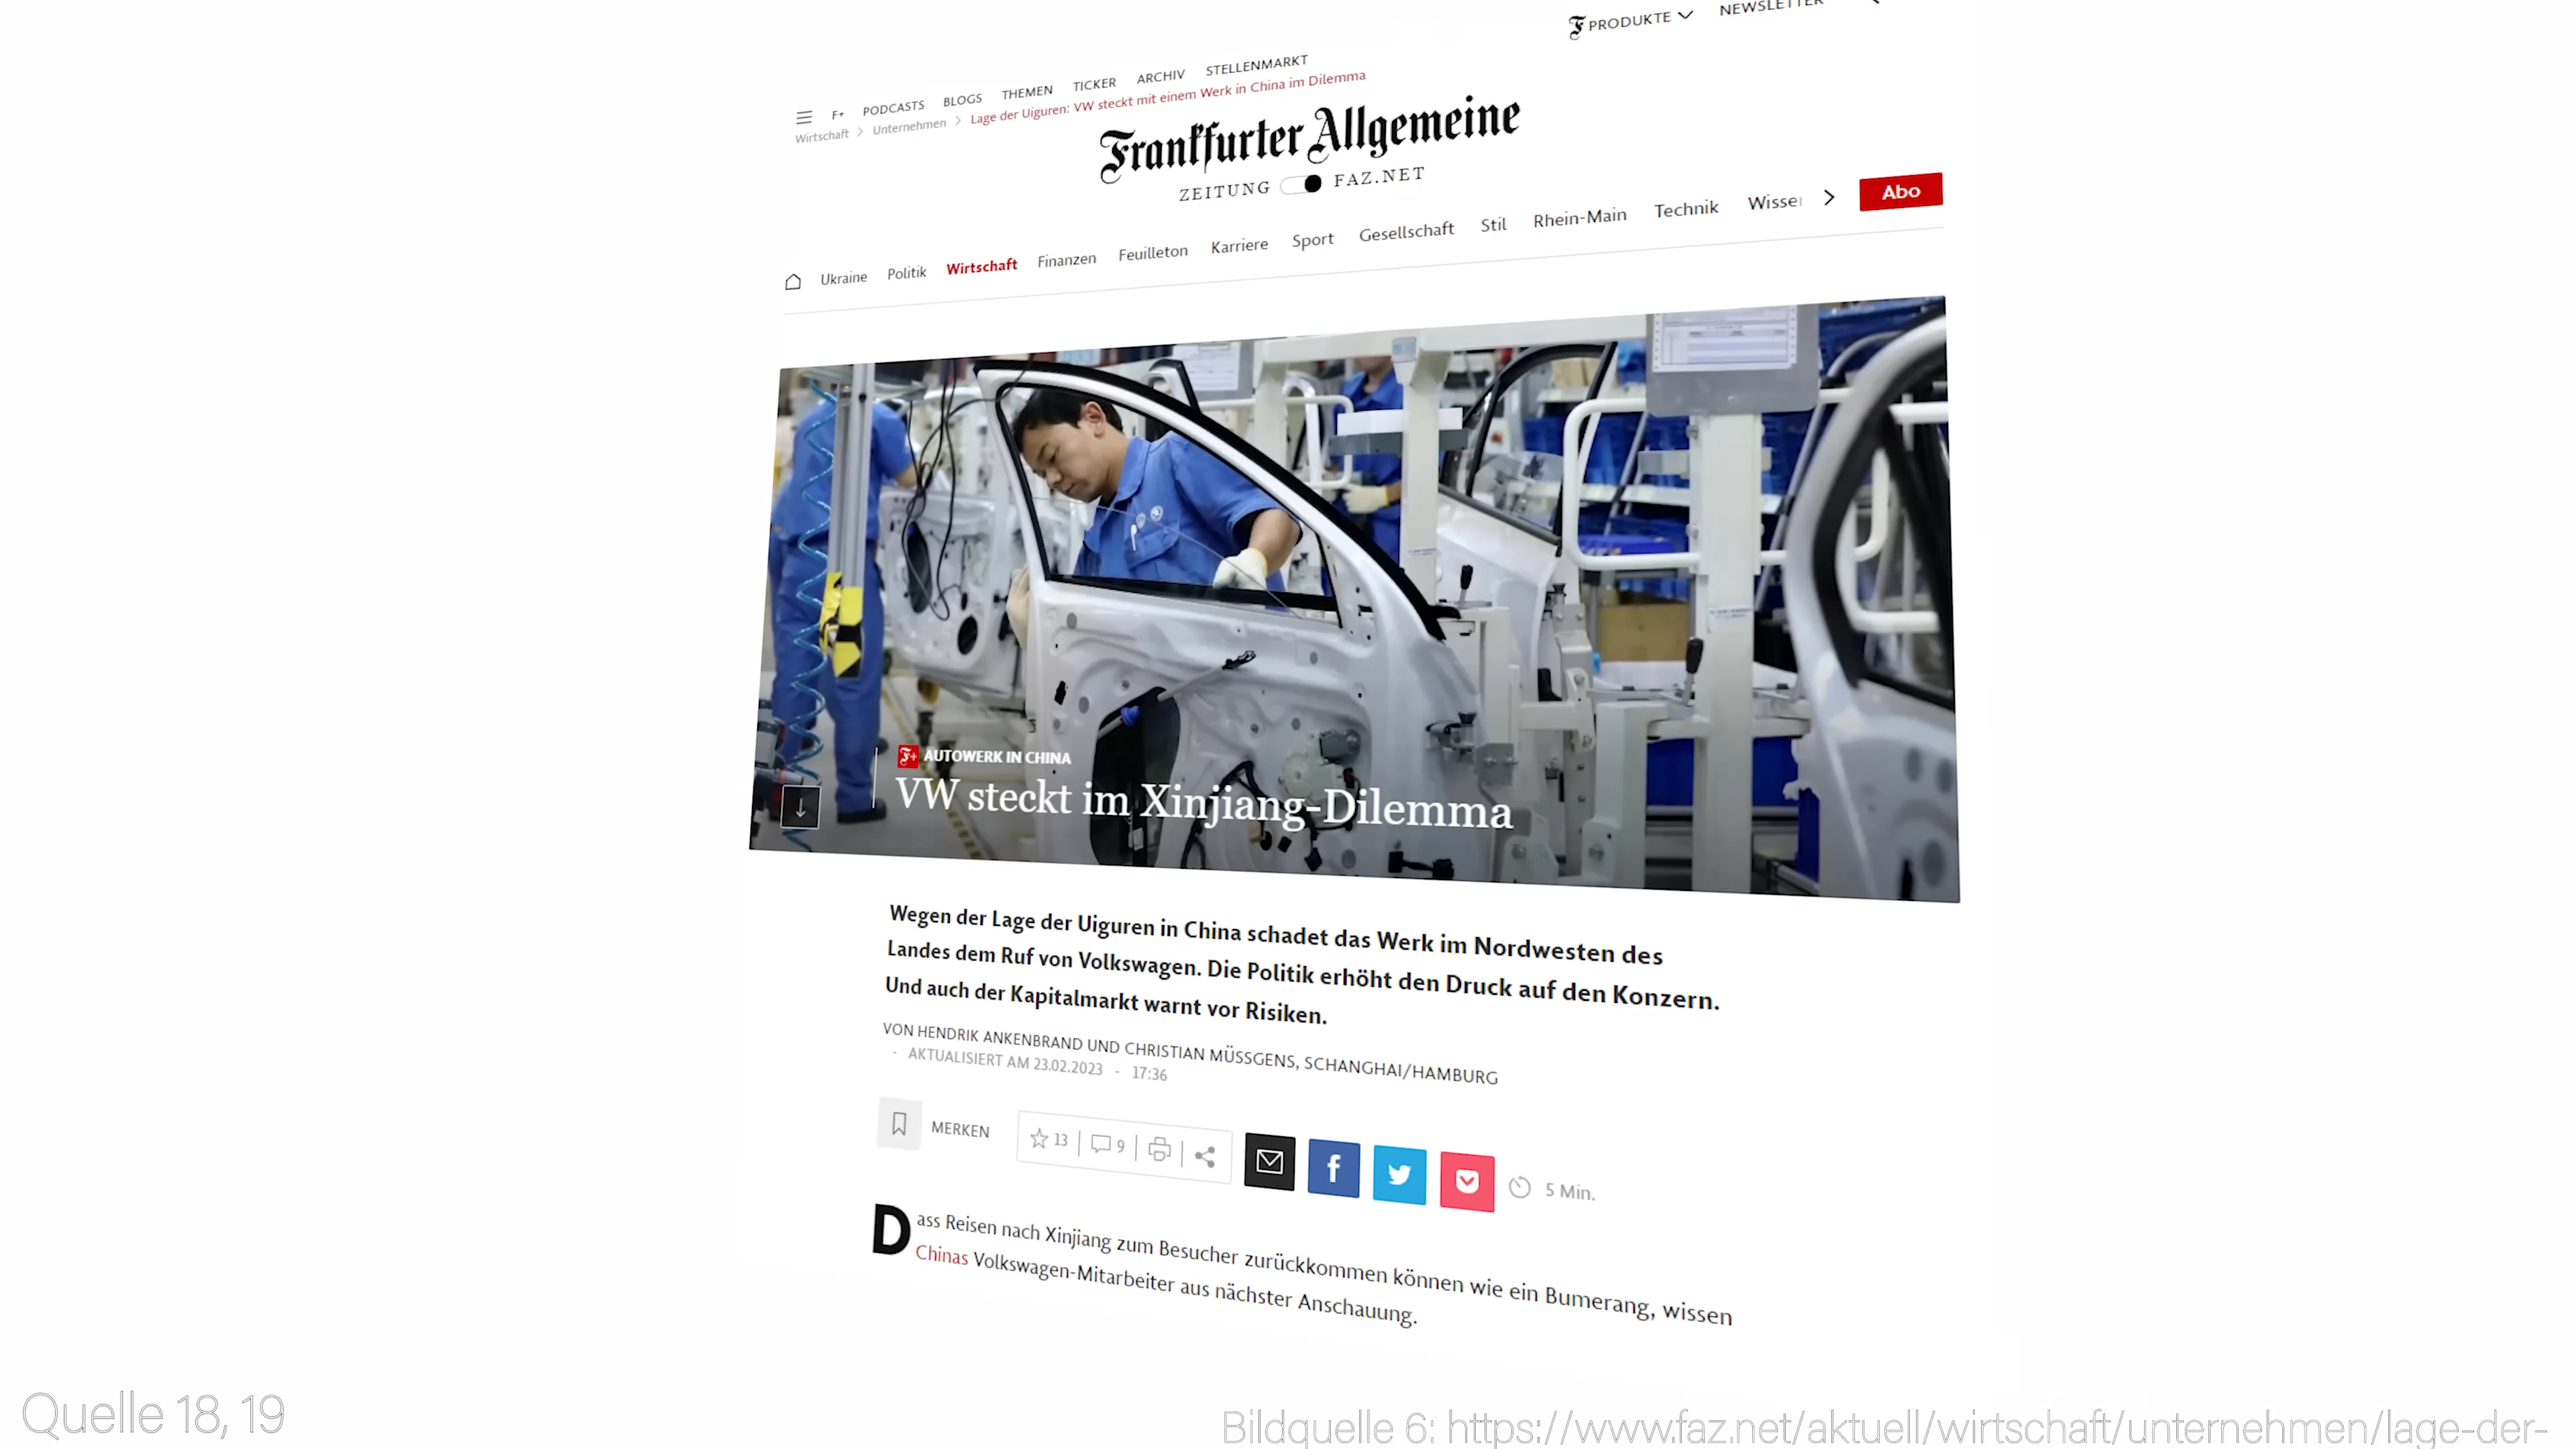 PRODUKTE NEWSLETTER
F+ PODCASTS BLOGS THEMEN TICKER ARCHIV STELLENMARKT
Wirtschaft > Unternehmen > Lage der Uiguren: VW steckt mit einem Werk in China im Dilemma
Frankfurter Allgemeine
ZEITUNG FAZ.NET
Ukraine Politik Wirtschaft Finanzen Feuilleton Karriere Sport Gesellschaft Stil Rhein-Main Technik Wisse Abo
F+ AUTOWERK IN CHINA
VW steckt im Xinjiang-Dilemma
Wegen der Lage der Uiguren in China schadet das Werk im Nordwesten des
Landes dem Ruf von Volkswagen. Die Politik erhöht den Druck auf den Konzern.
Und auch der Kapitalmarkt warnt vor Risiken.
VON HENDRIK ANKENBRAND UND CHRISTIAN MÜSSGENS, SCHANGHAI/HAMBURG
- AKTUALISIERT AM 23.02.2023 - 17:36
MERKEN 13 9 5 Min.
Dass Reisen nach Xinjiang zum Besucher zurückkommen können wie ein Bumerang, wissen
Chinas Volkswagen-Mitarbeiter aus nächster Anschauung.
Quelle 18, 19
Bildquelle 6: https://www.faz.net/aktuell/wirtschaft/unternehmen/lage-der-